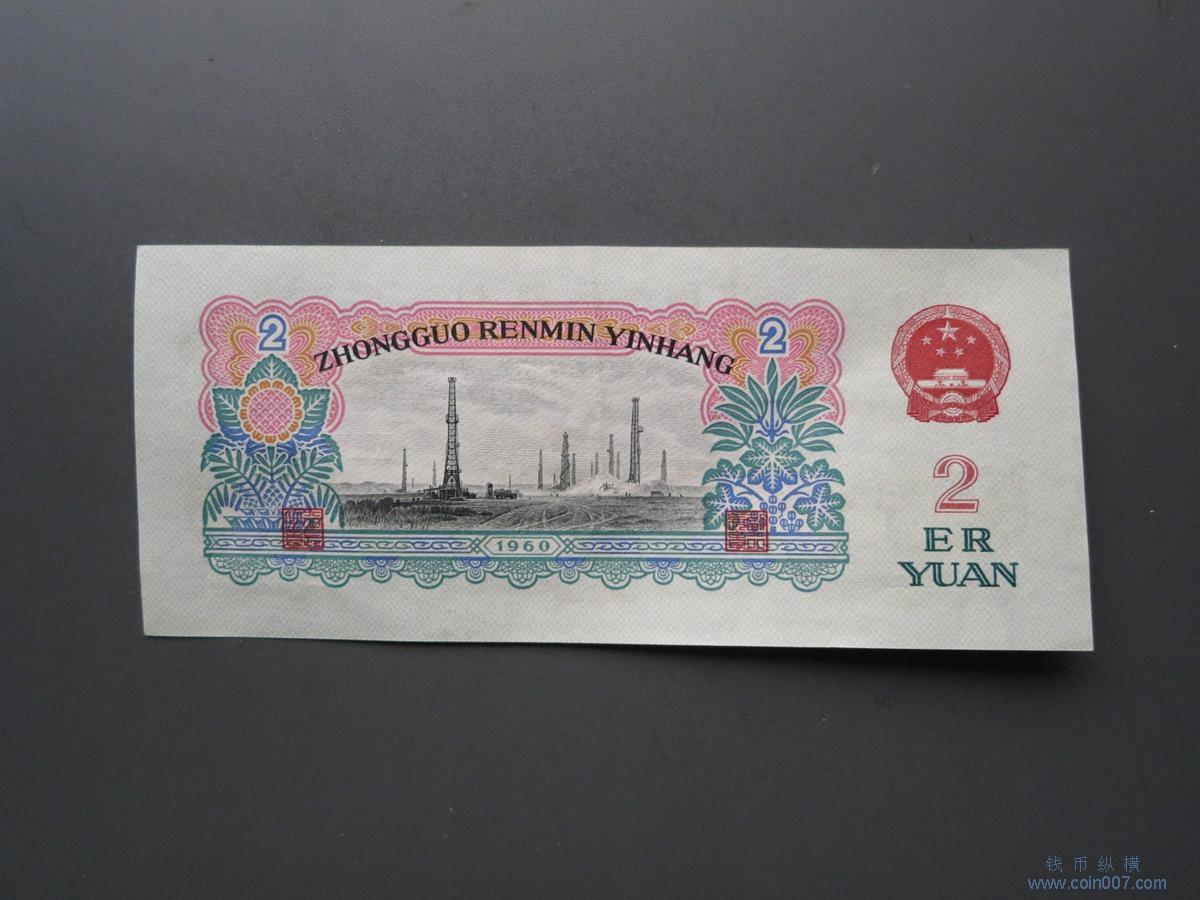 2
2
ZHONGGUO RENMIN YINHANG
1960
2
ER
YUAN
钱币纵横
www.coin007.com